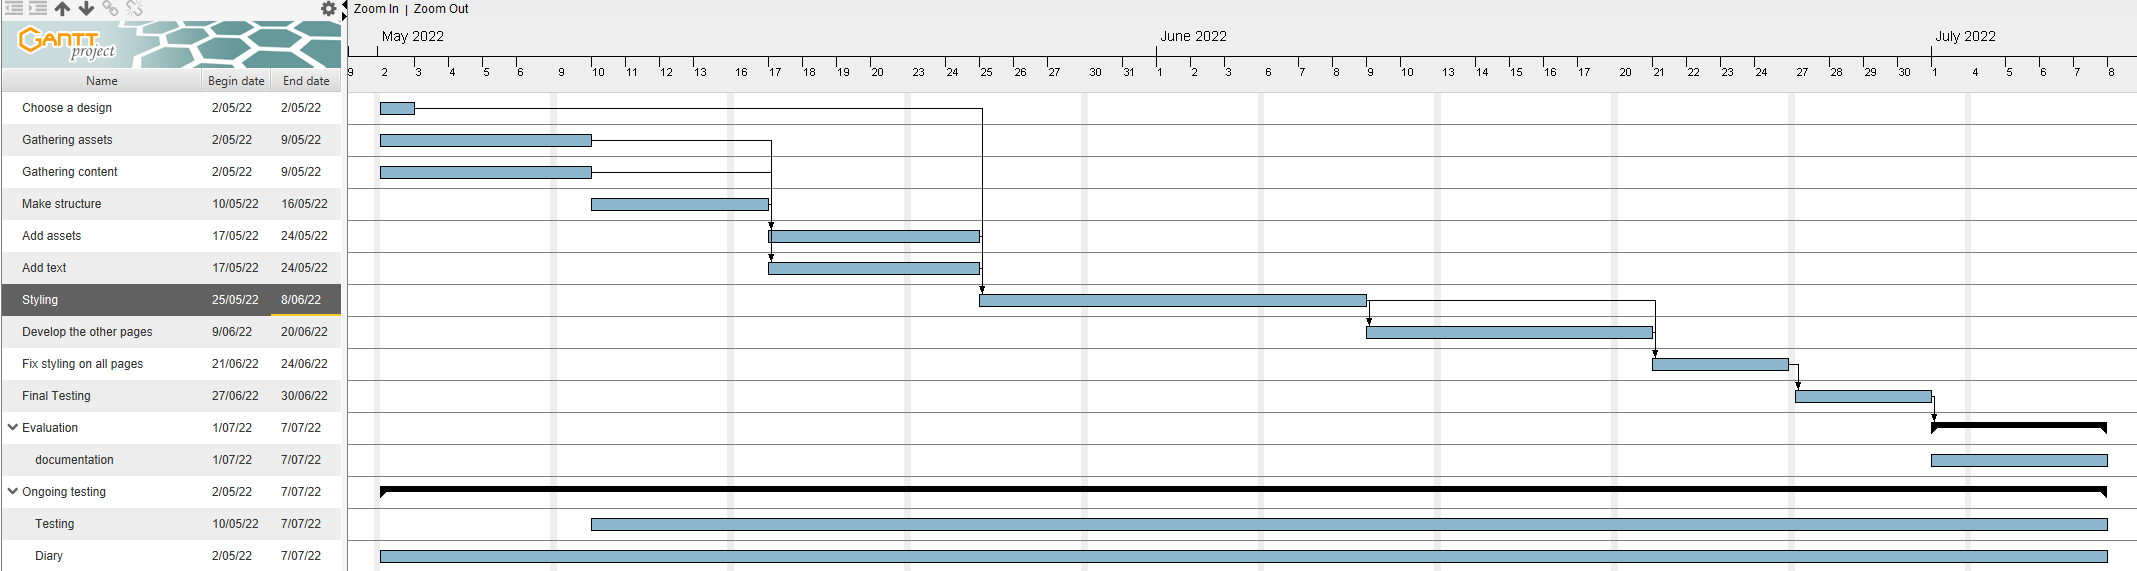 Zoom In | Zoom Out
GANTT project
May 2022 June 2022 July 2022
Name Begin date End date
9 2 3 4 5 6 9 10 11 12 13 16 17 18 19 20 23 24 25 26 27 30 31 1 2 3 6 7 8 9 10 13 14 15 16 17 20 21 22 23 24 27 28 29 30 1 4 5 6 7 8
Choose a design 2/05/22 2/05/22
Gathering assets 2/05/22 9/05/22
Gathering content 2/05/22 9/05/22
Make structure 10/05/22 16/05/22
Add assets 17/05/22 24/05/22
Add text 17/05/22 24/05/22
Styling 25/05/22 8/06/22
Develop the other pages 9/06/22 20/06/22
Fix styling on all pages 21/06/22 24/06/22
Final Testing 27/06/22 30/06/22
Evaluation 1/07/22 7/07/22
documentation 1/07/22 7/07/22
Ongoing testing 2/05/22 7/07/22
Testing 10/05/22 7/07/22
Diary 2/05/22 7/07/22